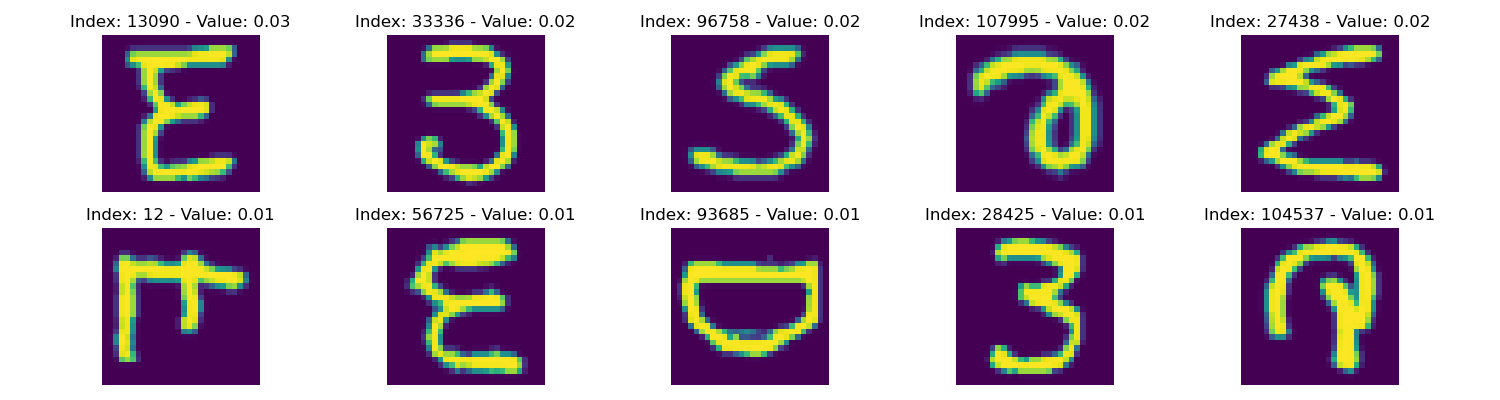 Index: 13090 - Value: 0.03 Index: 33336 - Value: 0.02 Index: 96758 - Value: 0.02 Index: 107995 - Value: 0.02 Index: 27438 - Value: 0.02
E 3 S
Index: 12 - Value: 0.01 Index: 56725 - Value: 0.01 Index: 93685 - Value: 0.01 Index: 28425 - Value: 0.01 Index: 104537 - Value: 0.01
F E D 3